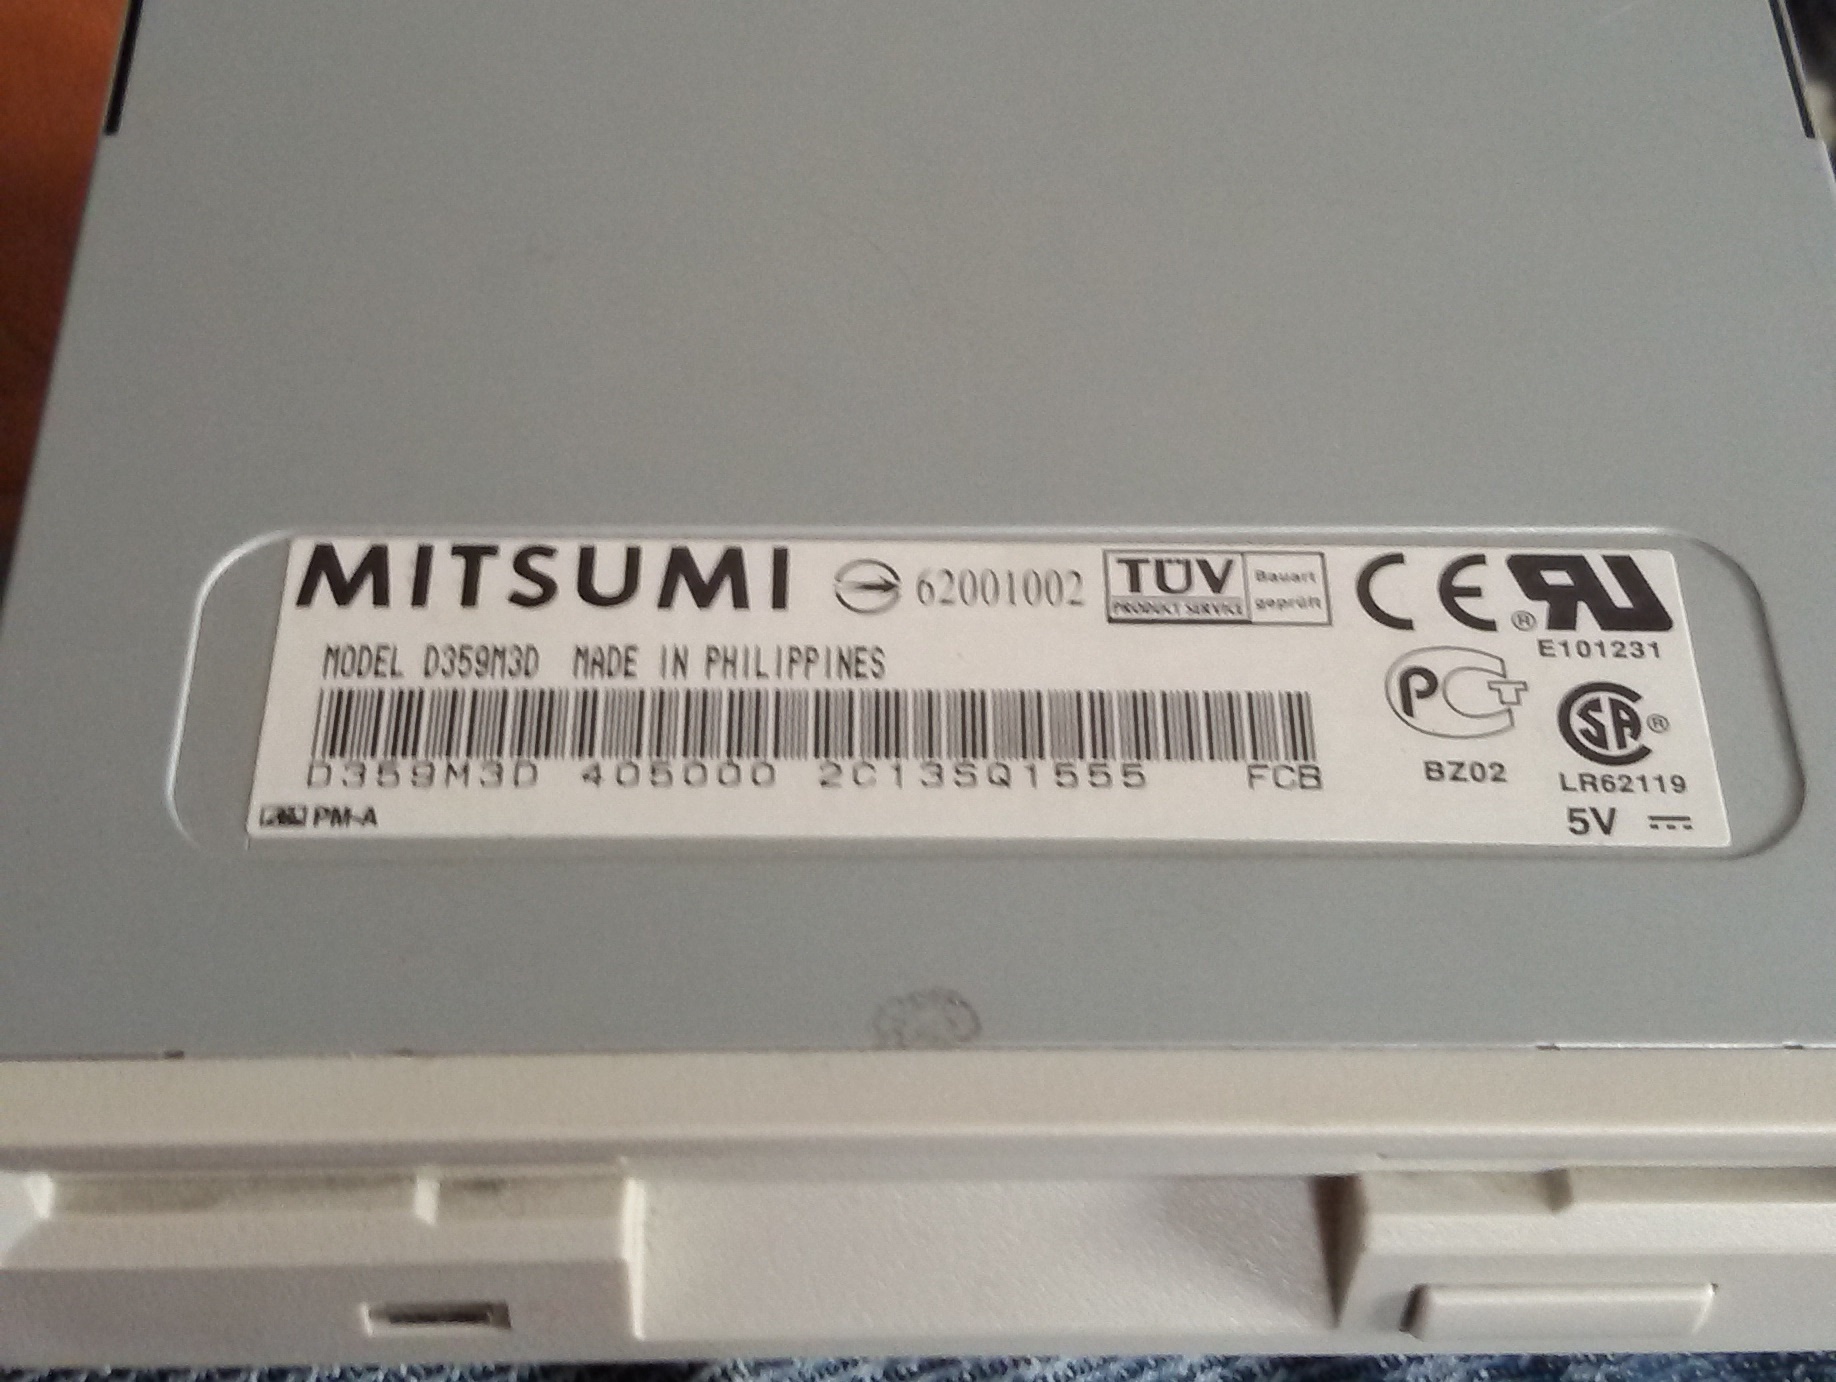 MITSUMI 62001002 TÜV PRODUCT SERVICE Bauart geprüft CE ®
E101231
MODEL D359M3D MADE IN PHILIPPINES
D359M3D 405000 2C13SQ1555 FCB
PM-A
PCT
BZ02
SA®
LR62119
5V